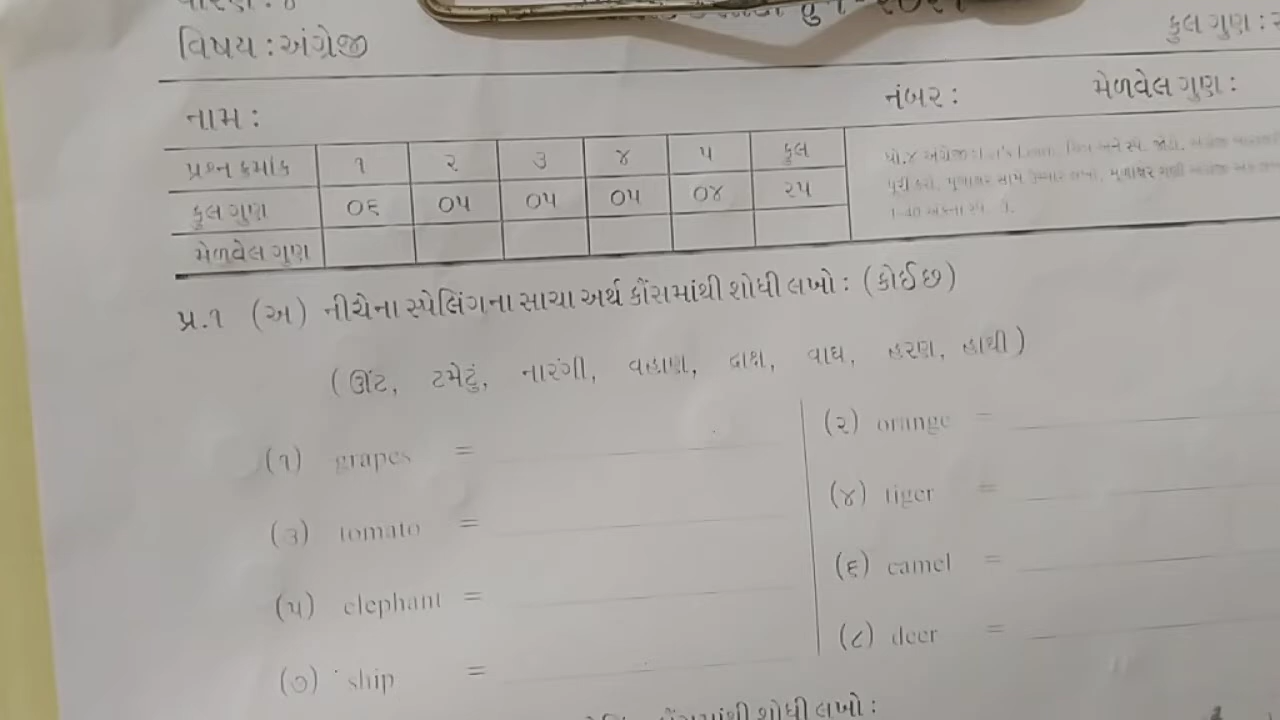 વિષય : અંગ્રેજી
કુલ ગુણ :
નામ :
નંબર :
મેળવેલ ગુણ :
પ્રશ્ન ક્રમાંક ૧ ૨ ૩ ૪ ૫ કુલ
કુલ ગુણ ૦૬ ૦૫ ૦૫ ૦૫ ૦૪ ૨૫
મેળવેલ ગુણ
પ્ર.૧ (અ) નીચેના સ્પેલિંગના સાચા અર્થ કૌંસમાંથી શોધી લખો : (કોઈ છ)
(ઊંટ, ટમેટું, નારંગી, વહાણ, દ્રાક્ષ, વાઘ, હરણ, હાથી)
(૧) grapes =
(૨) orange =
(૩) tomato =
(૪) tiger =
(૫) elephant =
(૬) camel =
(૭) ship =
(૮) deer =
શોધી લખો :